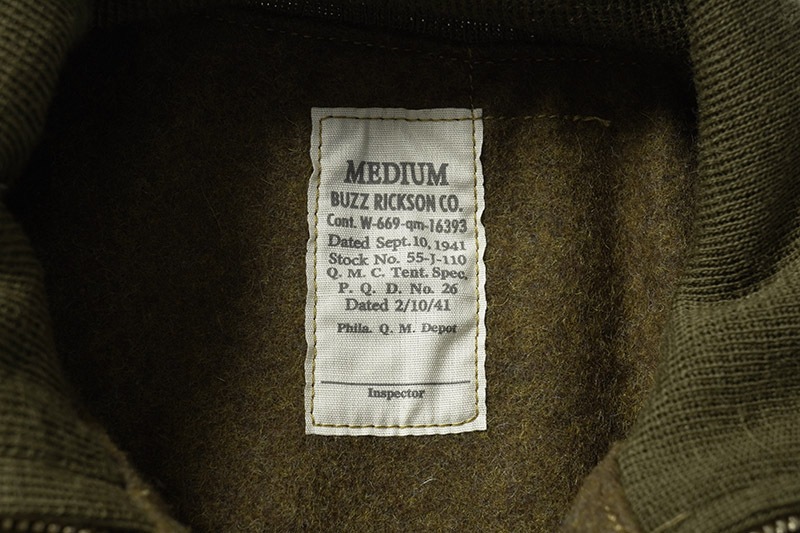 MEDIUM
BUZZ RICKSON CO.
Cont. W-669-qm-16393
Dated Sept. 10, 1941
Stock No. 55-J-110
Q. M. C. Tent. Spec.
P. Q. D. No. 26
Dated 2/10/41
Phila. Q. M. Depot
Inspector